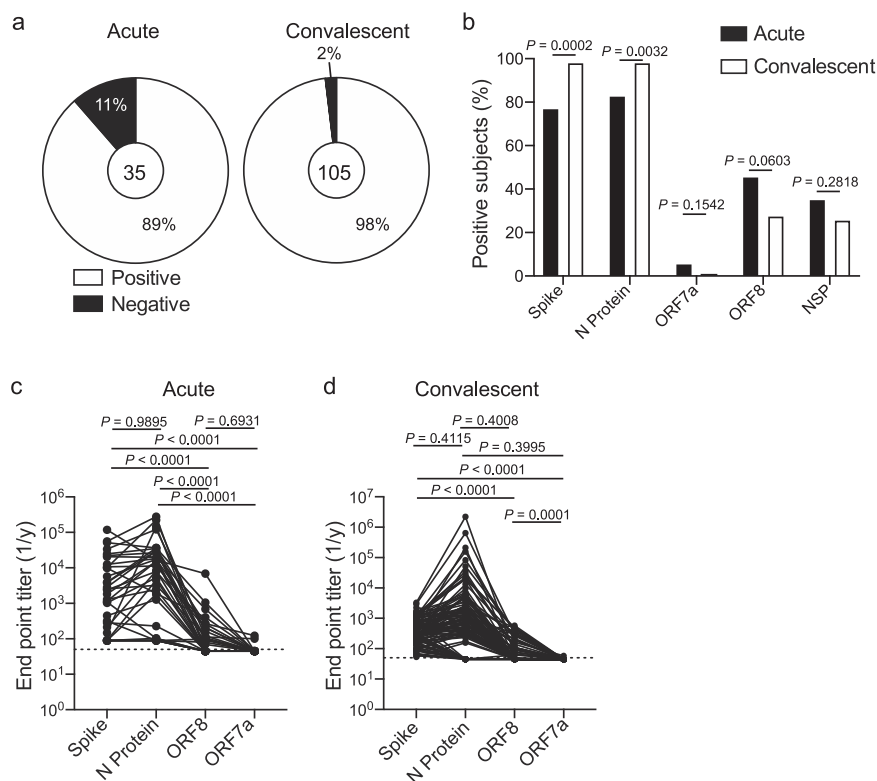 a
Acute
Convalescent
11%
35
89%
2%
105
98%
Positive
Negative
b
Acute
Convalescent
Positive subjects (%)
100
80
60
40
20
0
P = 0.0002
P = 0.0032
P = 0.1542
P = 0.0603
P = 0.2818
Spike
N Protein
ORF7a
ORF8
NSP
c
Acute
P = 0.9895
P = 0.6931
P < 0.0001
P < 0.0001
P < 0.0001
P < 0.0001
End point titer (1/y)
10⁶
10⁵
10⁴
10³
10²
10¹
10⁰
Spike
N Protein
ORF8
ORF7a
d
Convalescent
P = 0.4008
P = 0.4115
P = 0.3995
P < 0.0001
P < 0.0001
P = 0.0001
End point titer (1/y)
10⁷
10⁶
10⁵
10⁴
10³
10²
10¹
10⁰
Spike
N Protein
ORF8
ORF7a